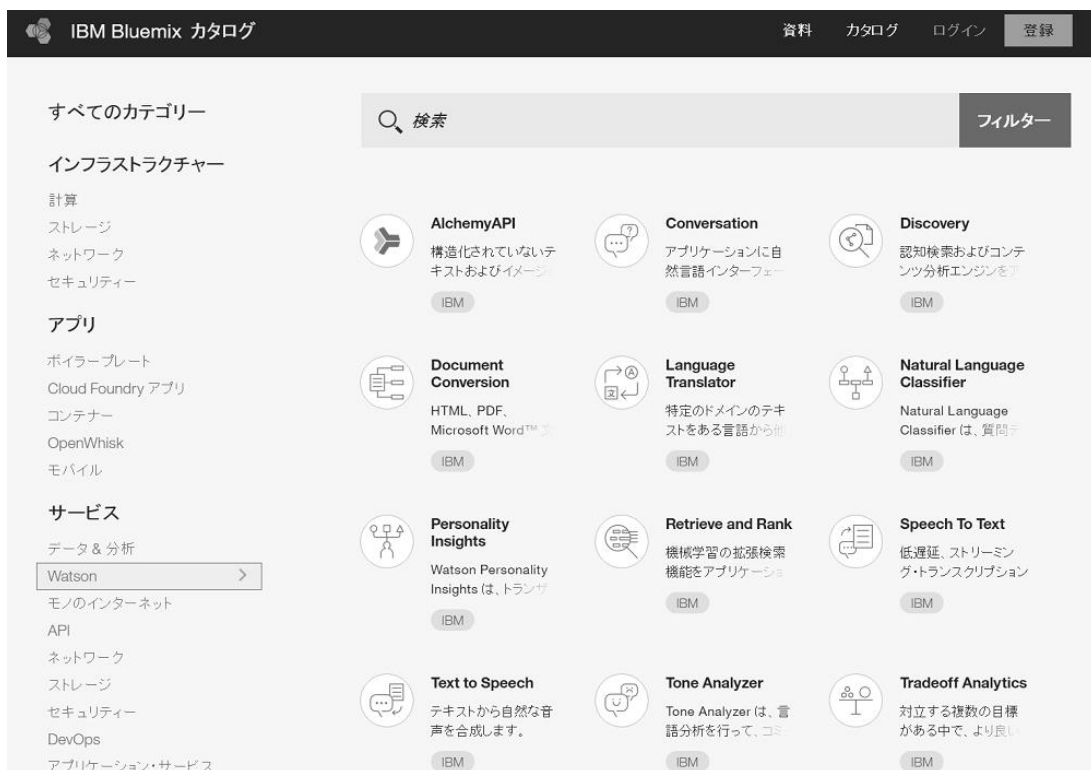 IBM Bluemix カタログ
資料 カタログ ログイン 登録
すべてのカテゴリー
インフラストラクチャー
計算
ストレージ
ネットワーク
セキュリティー
アプリ
ボイラープレート
Cloud Foundry アプリ
コンテナー
OpenWhisk
モバイル
サービス
データ & 分析
Watson
モノのインターネット
API
ネットワーク
ストレージ
セキュリティー
DevOps
アプリケーション・サービス
検索
フィルター
AlchemyAPI
構造化されていないテ
キストおよびイメージ
IBM
Conversation
アプリケーションに自
然言語インターフェー
IBM
Discovery
認知検索およびコンテ
ンツ分析エンジンをア
IBM
Document
Conversion
HTML、PDF、
Microsoft Word™ 文
IBM
Language
Translator
特定のドメインのテキ
ストをある言語から他
IBM
Natural Language
Classifier
Natural Language
Classifier は、質問テ
IBM
Personality
Insights
Watson Personality
Insights は、トランザ
IBM
Retrieve and Rank
機械学習の拡張検索
機能をアプリケーショ
IBM
Speech To Text
低遅延、ストリーミン
グ・トランスクリプション
IBM
Text to Speech
テキストから自然な音
声を合成します。
IBM
Tone Analyzer
Tone Analyzer は、言
語分析を行って、コミ
IBM
Tradeoff Analytics
対立する複数の目標
がある中で、より良い
IBM